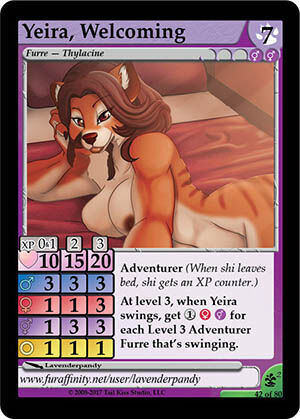 Yeira, Welcoming
7
Furre — Thylacine
XP 0&1 2 3
10 15 20
3 3 3
1 3 3
1 3 3
1 1 1
Adventurer (When shi leaves
bed, shi gets an XP counter.)
At level 3, when Yeira
swings, get 1 for
each Level 3 Adventurer
Furre that's swinging.
Lavenderpandy
www.furaffinity.net/user/lavenderpandy
© 2009-2017 Tail Kiss Studio, LLC
42 of 80